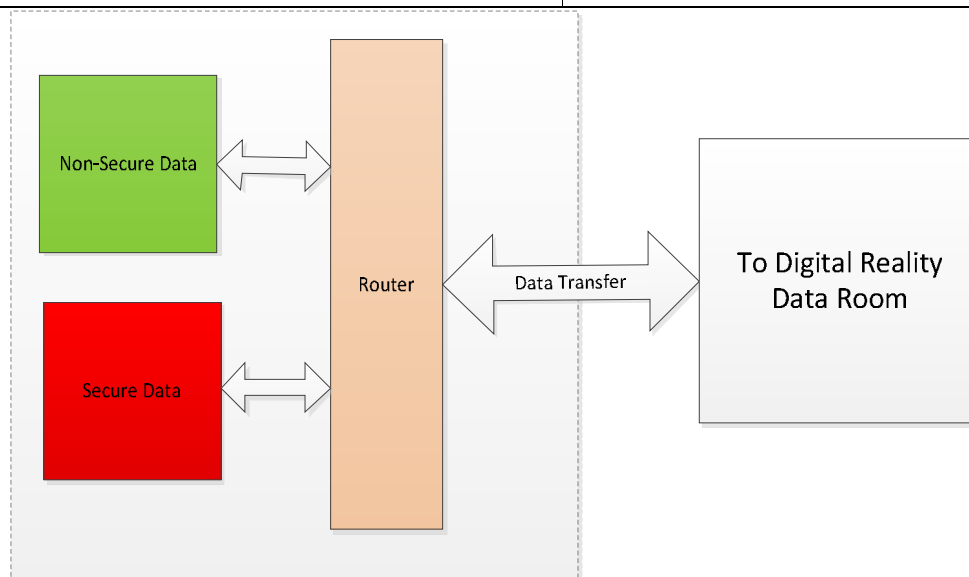 Non-Secure Data
Secure Data
Router
Data Transfer
To Digital Reality
Data Room